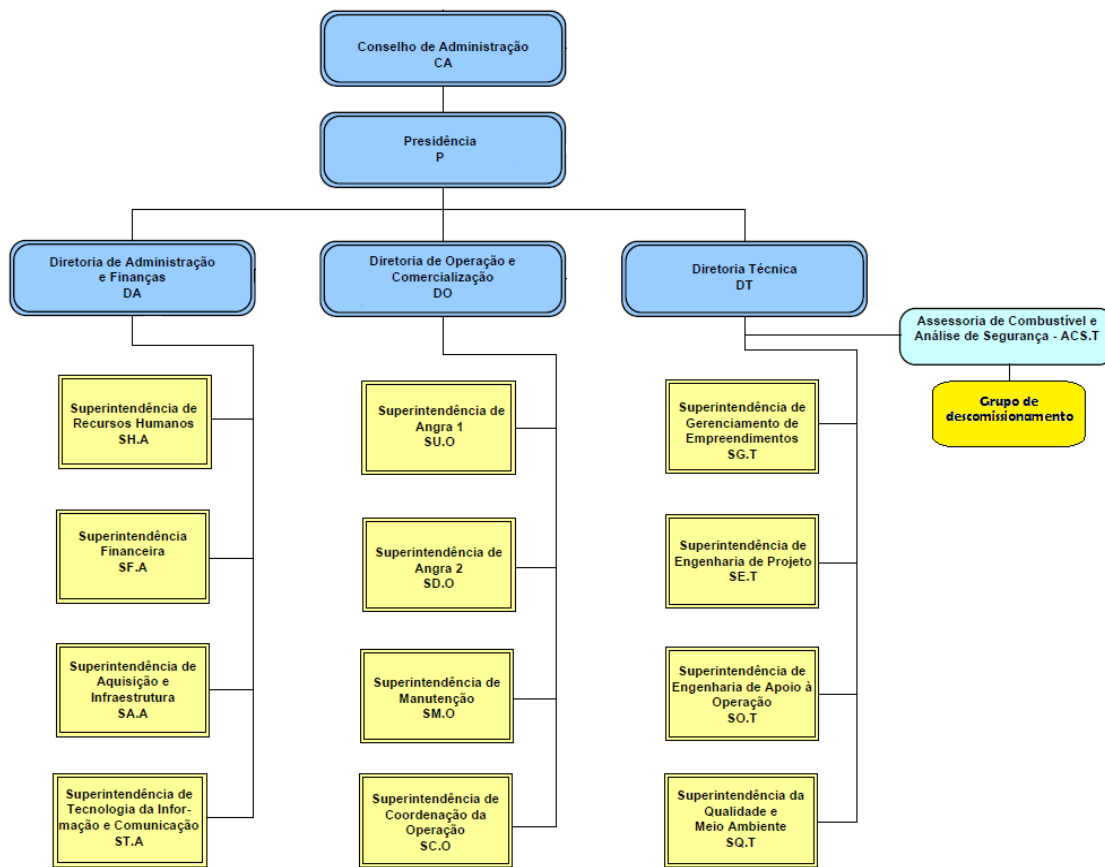 Conselho de Administração
CA
Presidência
P
Diretoria de Administração
e Finanças
DA
Diretoria de Operação e
Comercialização
DO
Diretoria Técnica
DT
Assessoria de Combustível e
Análise de Segurança - ACS.T
Grupo de
descomissionamento
Superintendência de
Recursos Humanos
SH.A
Superintendência
Financeira
SF.A
Superintendência de
Aquisição e
Infraestrutura
SA.A
Superintendência de
Tecnologia da Infor-
mação e Comunicação
ST.A
Superintendência de
Angra 1
SU.O
Superintendência de
Angra 2
SD.O
Superintendência de
Manutenção
SM.O
Superintendência de
Coordenação da
Operação
SC.O
Superintendência de
Gerenciamento de
Empreendimentos
SG.T
Superintendência de
Engenharia de Projeto
SE.T
Superintendência de
Engenharia de Apoio à
Operação
SO.T
Superintendência da
Qualidade e
Meio Ambiente
SQ.T